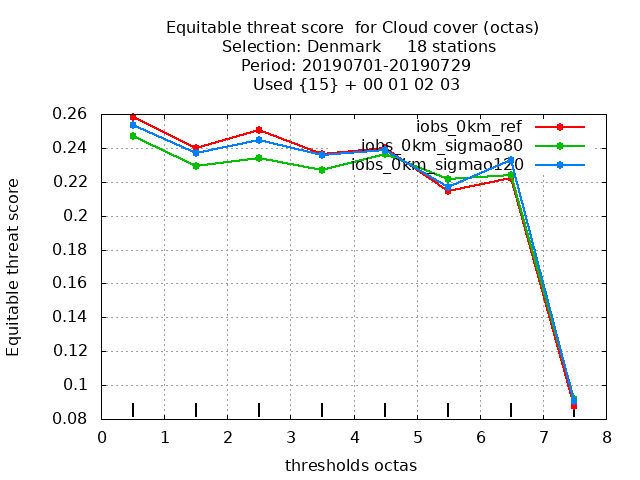 Equitable threat score  for Cloud cover (octas)
Selection: Denmark     18 stations
Period: 20190701-20190729
Used {15} + 00 01 02 03
iobs_0km_ref
iobs_0km_sigmao80
iobs_0km_sigmao120
Equitable threat score
0.26
0.24
0.22
0.2
0.18
0.16
0.14
0.12
0.1
0.08
0 1 2 3 4 5 6 7 8
thresholds octas